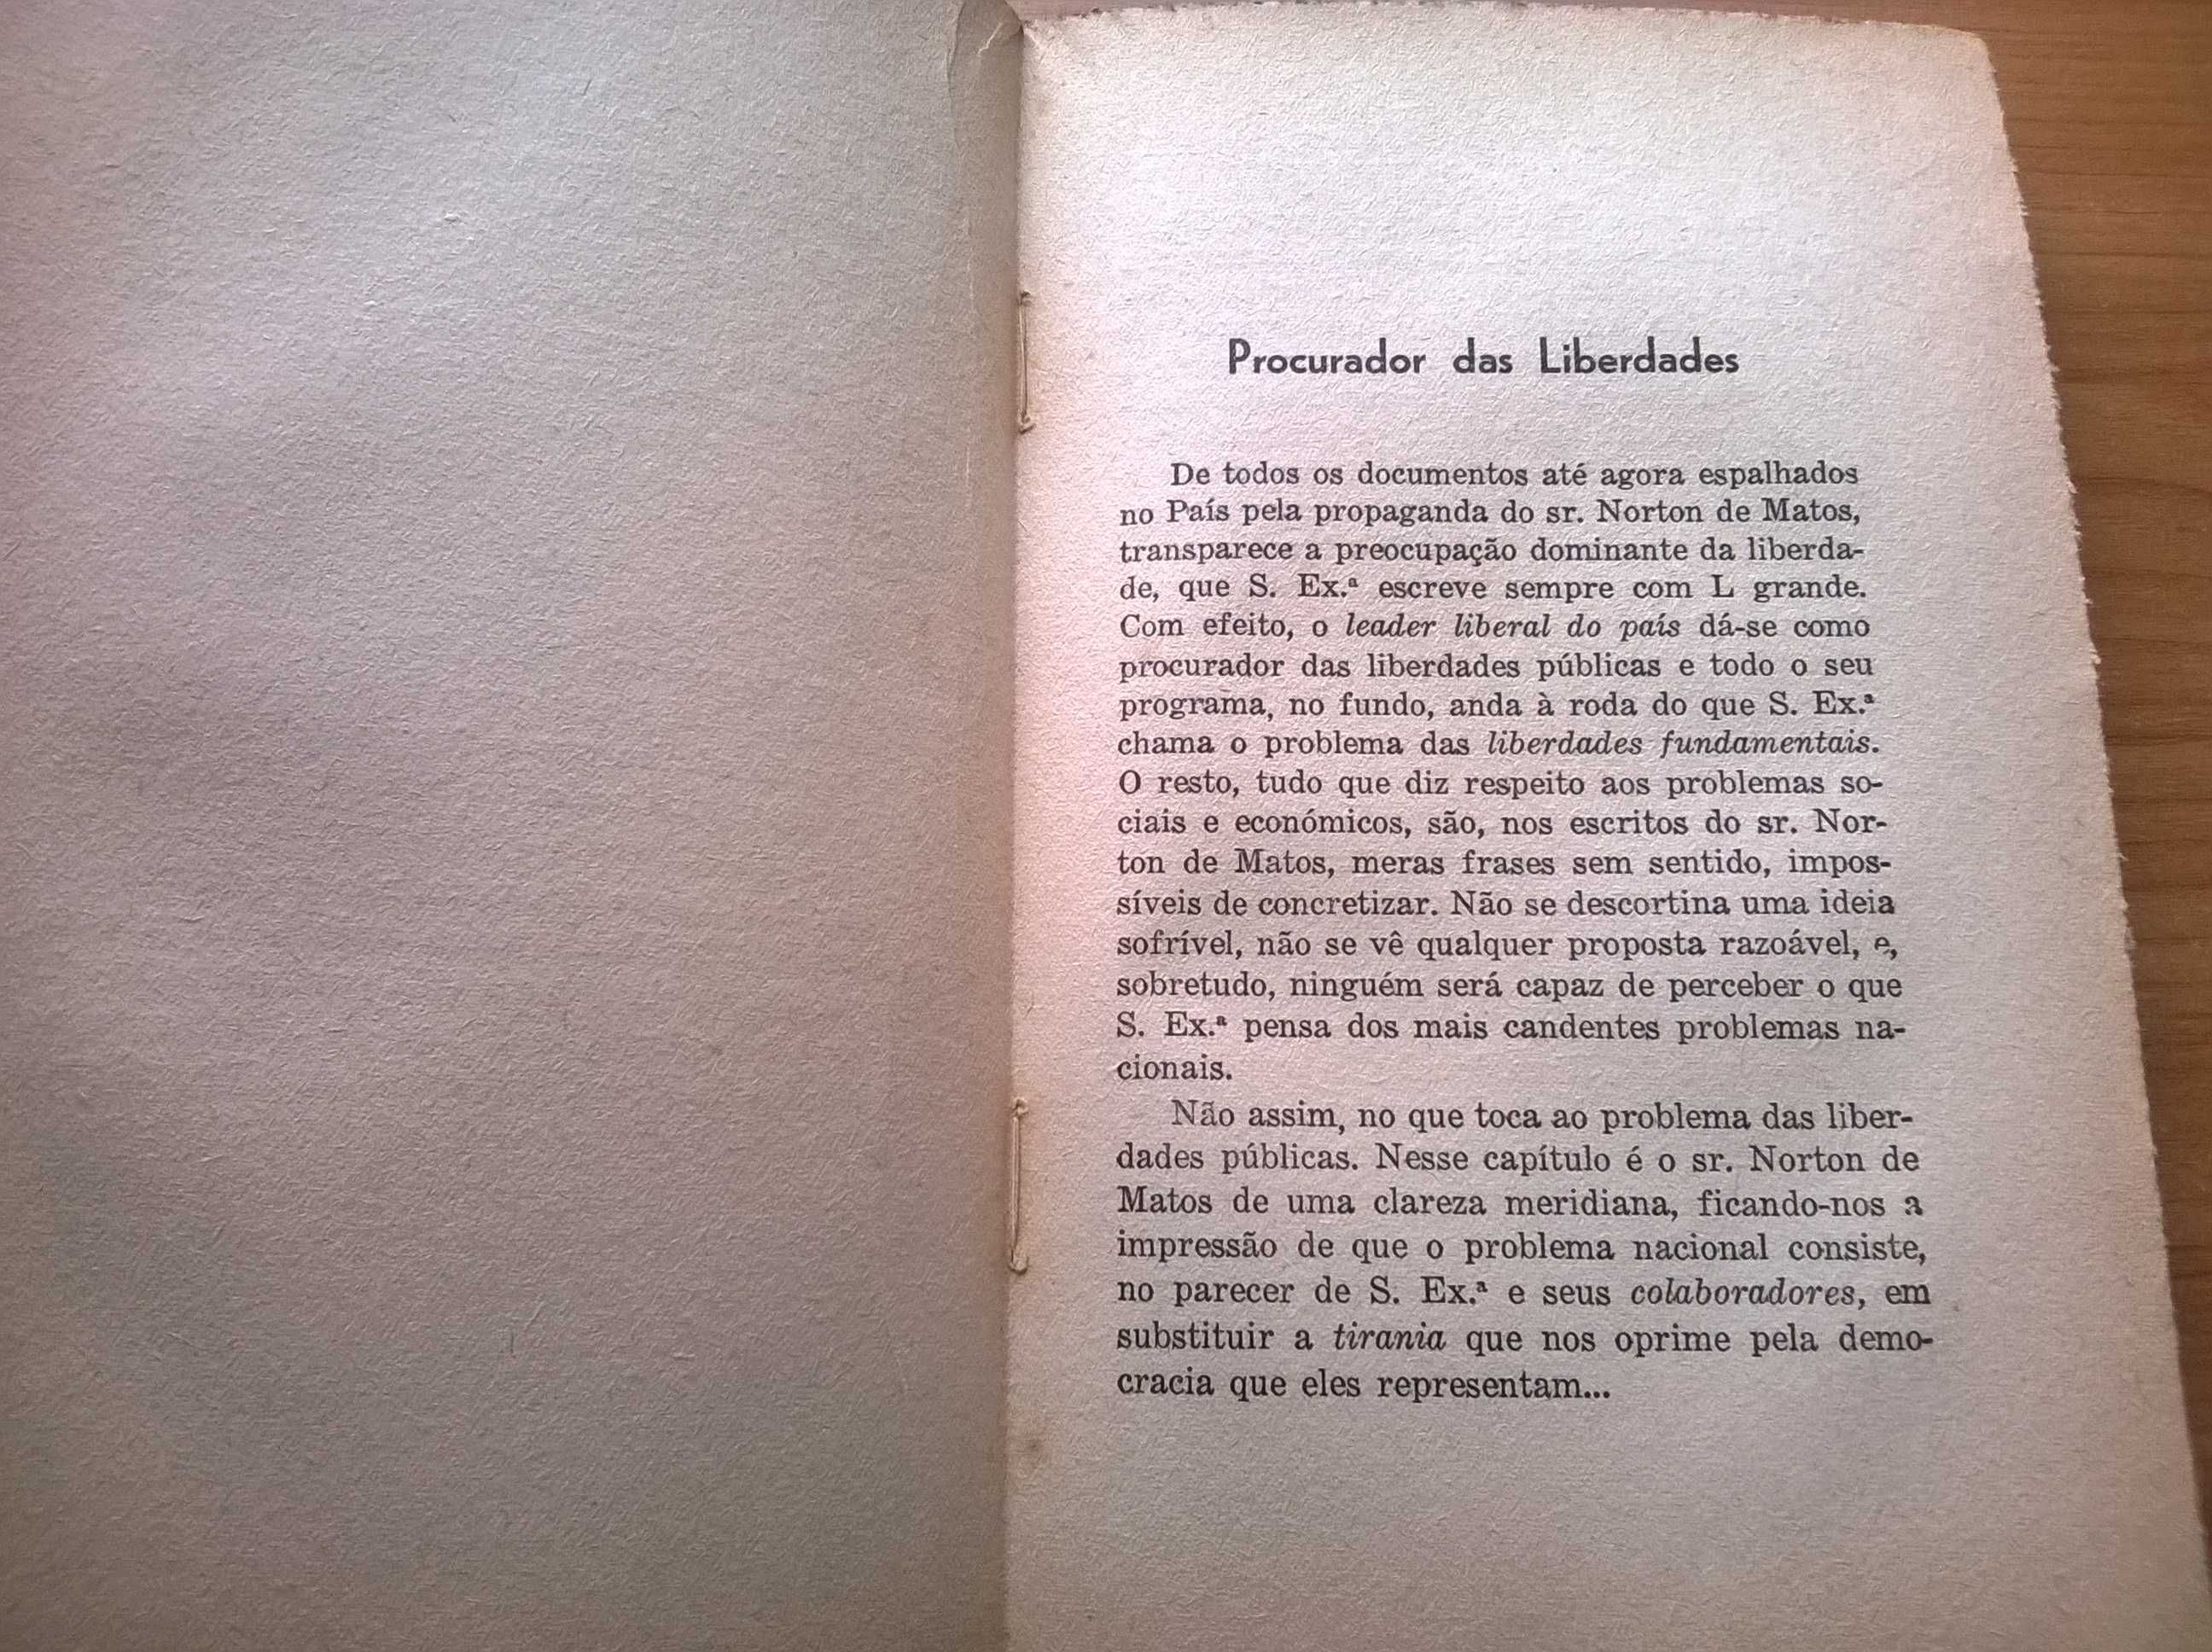 Procurador das Liberdades
De todos os documentos até agora espalhados
no País pela propaganda do sr. Norton de Matos,
transparece a preocupação dominante da liberda-
de, que S. Ex.ª escreve sempre com L grande.
Com efeito, o leader liberal do país dá-se como
procurador das liberdades públicas e todo o seu
programa, no fundo, anda à roda do que S. Ex.ª
chama o problema das liberdades fundamentais.
O resto, tudo que diz respeito aos problemas so-
ciais e económicos, são, nos escritos do sr. Nor-
ton de Matos, meras frases sem sentido, impos-
síveis de concretizar. Não se descortina uma ideia
sofrível, não se vê qualquer proposta razoável, e,
sobretudo, ninguém será capaz de perceber o que
S. Ex.ª pensa dos mais candentes problemas na-
cionais.
Não assim, no que toca ao problema das liber-
dades públicas. Nesse capítulo é o sr. Norton de
Matos de uma clareza meridiana, ficando-nos a
impressão de que o problema nacional consiste,
no parecer de S. Ex.ª e seus colaboradores, em
substituir a tirania que nos oprime pela demo-
cracia que eles representam...